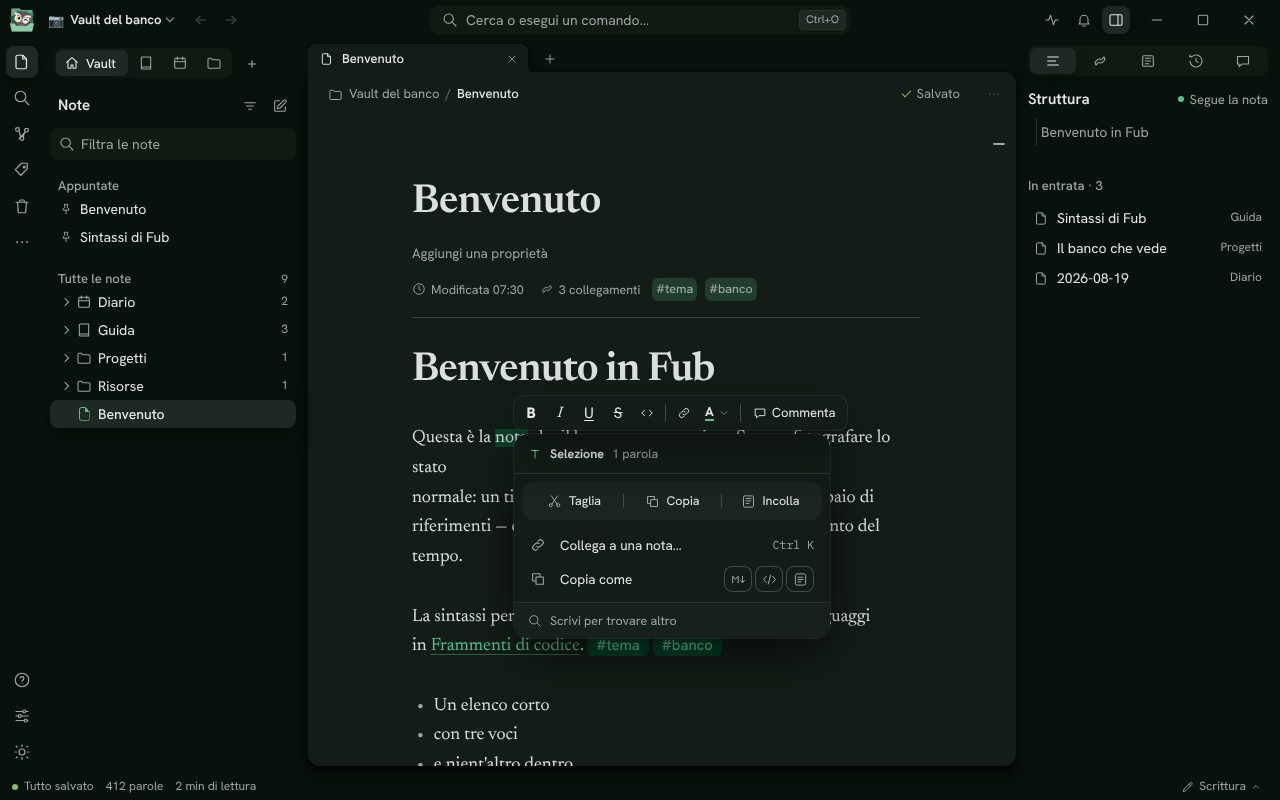 Vault del banco
Cerca o esegui un comando…
Ctrl+O
Vault
Note
Filtra le note
Appuntate
Benvenuto
Sintassi di Fub
Tutte le note 9
Diario 2
Guida 3
Progetti 1
Risorse 1
Benvenuto
Benvenuto
Vault del banco / Benvenuto
Salvato
Benvenuto
Aggiungi una proprietà
Modificata 07:30
3 collegamenti
#tema
#banco
Benvenuto in Fub
B I U S
A
Commenta
Questa è la
lo
stato
normale: un
di
riferimenti —
del
tempo.
Selezione 1 parola
Taglia
Copia
Incolla
Collega a una nota… Ctrl K
Copia come
M↓
Scrivi per trovare altro
La sintassi
in Frammenti di codice. #tema #banco
Un elenco corto
con tre voci
e nient'altro dentro
Struttura
Segue la nota
Benvenuto in Fub
In entrata · 3
Sintassi di Fub Guida
Il banco che vede Progetti
2026-08-19 Diario
Tutto salvato 412 parole 2 min di lettura
Scrittura